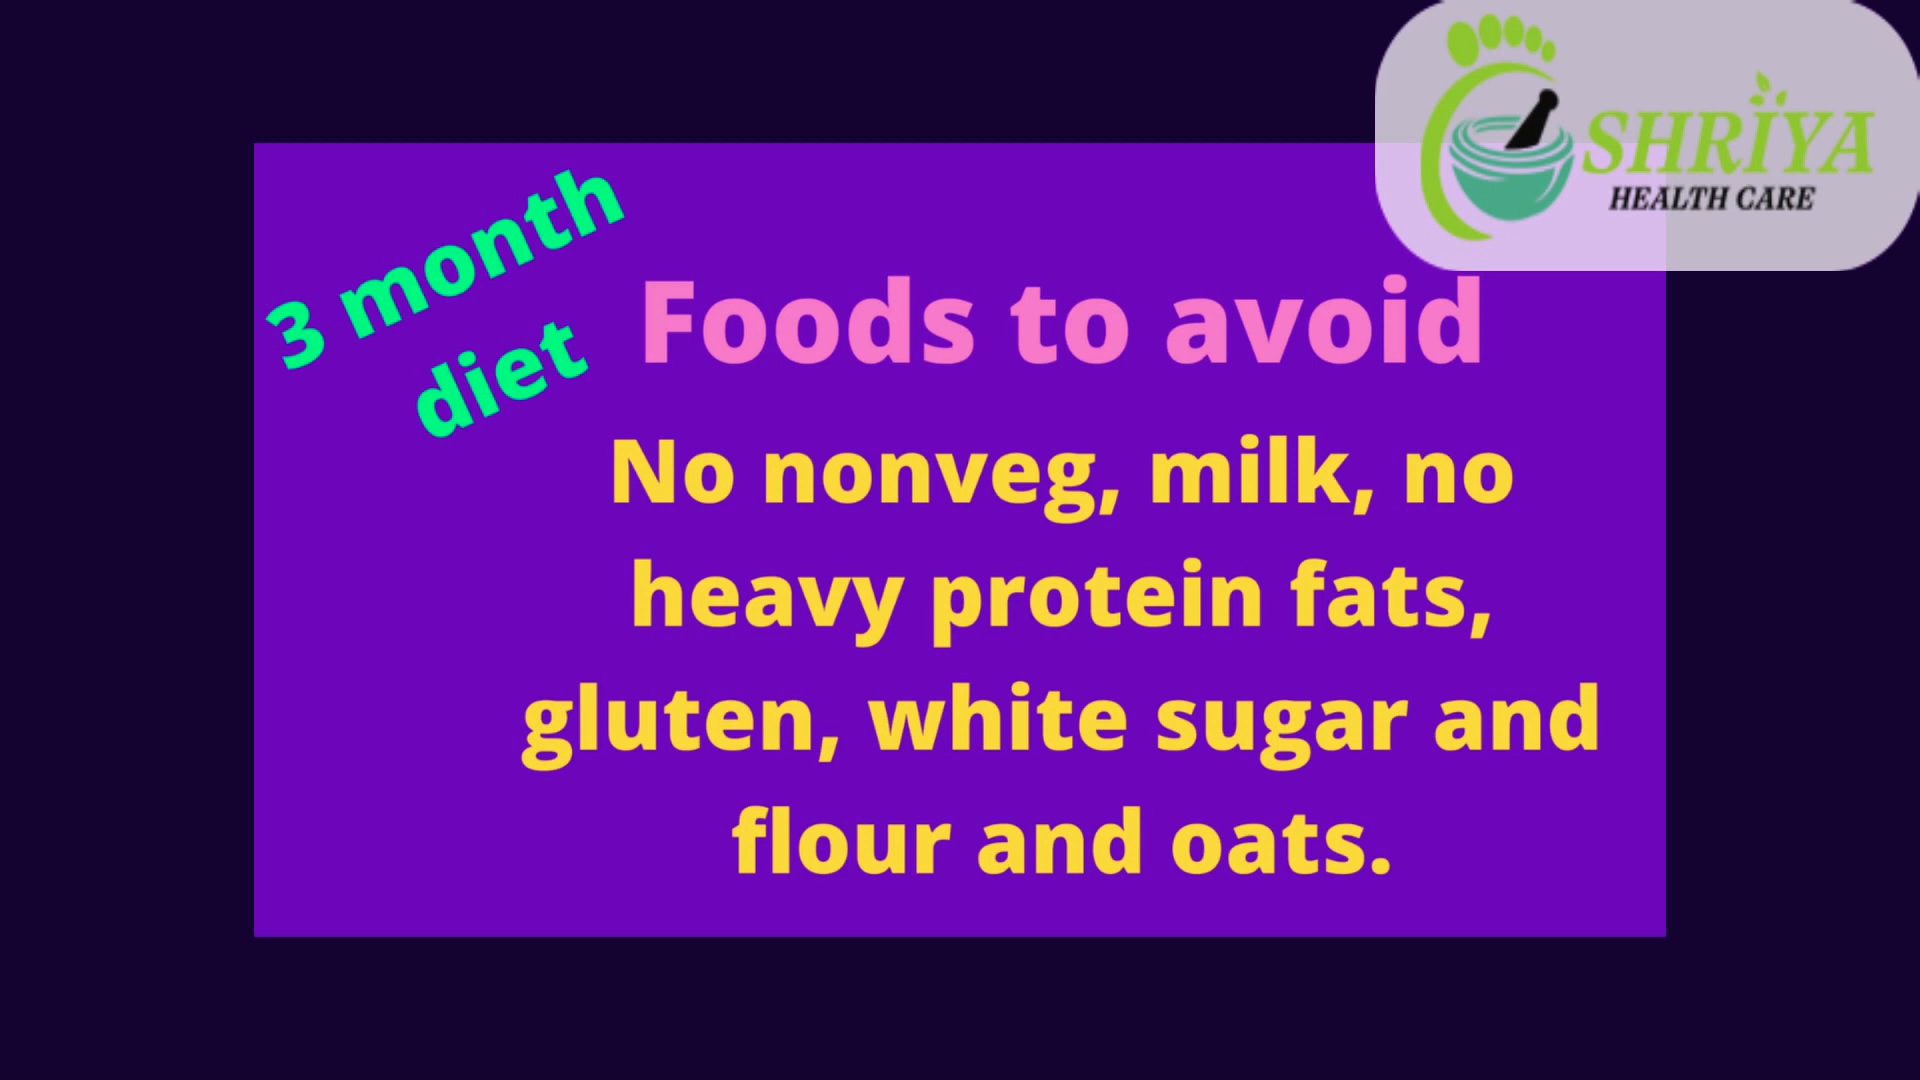 SHRIYA
HEALTH CARE
3 month
diet
Foods to avoid
No nonveg, milk, no
heavy protein fats,
gluten, white sugar and
flour and oats.